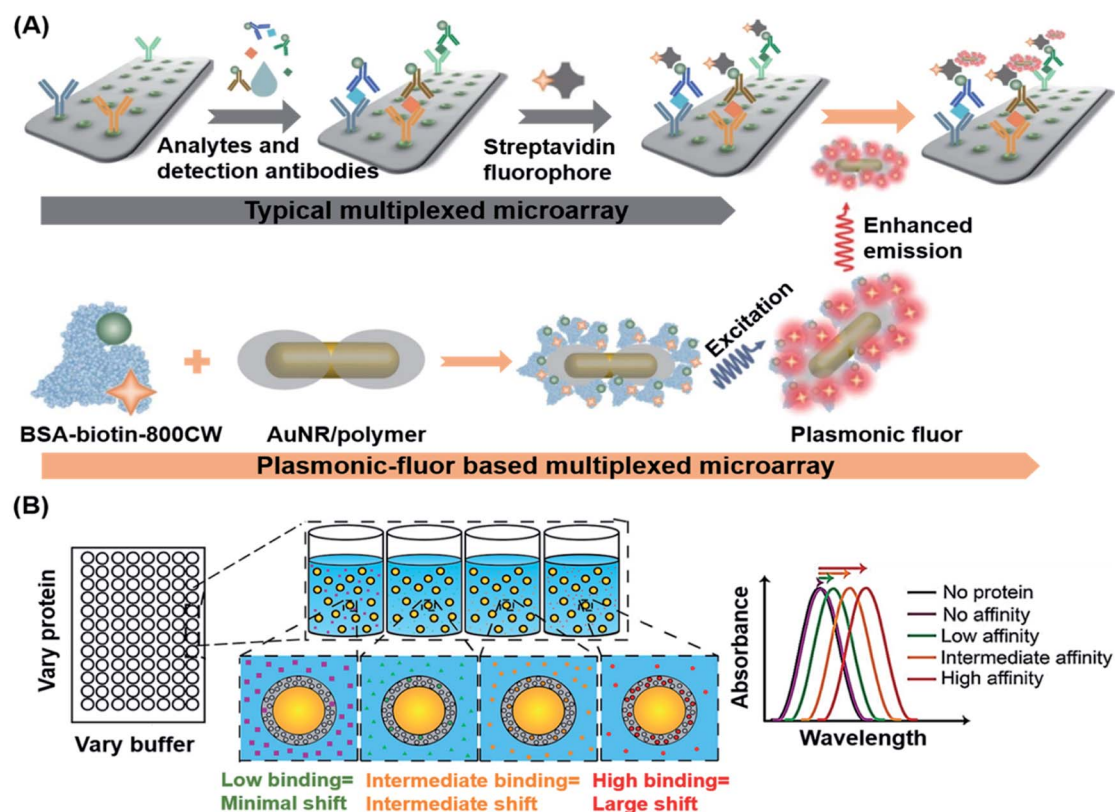 (A)
Analytes and
detection antibodies
Streptavidin
fluorophore
Typical multiplexed microarray
Enhanced
emission
Excitation
BSA-biotin-800CW
AuNR/polymer
Plasmonic fluor
Plasmonic-fluor based multiplexed microarray
(B)
Vary protein
Vary buffer
Low binding=
Minimal shift
Intermediate binding=
Intermediate shift
High binding=
Large shift
Absorbance
Wavelength
No protein
No affinity
Low affinity
Intermediate affinity
High affinity